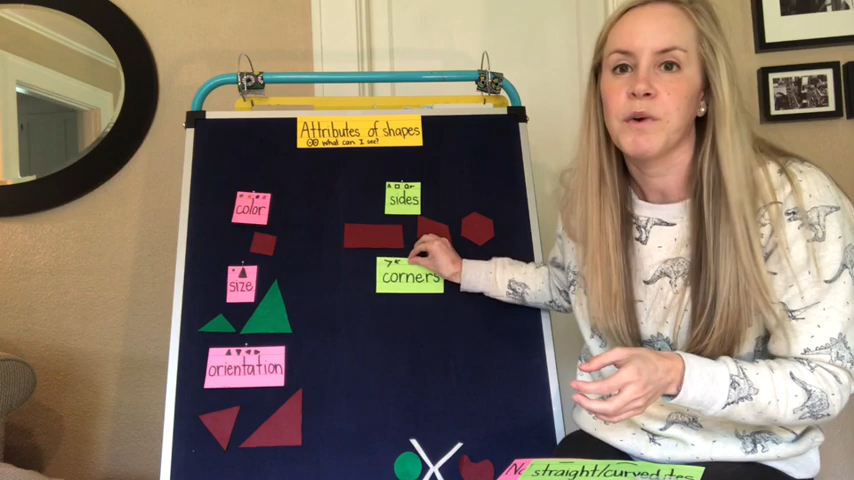 Attributes of shapes
what can I see?
color
sides
size
corners
orientation
straight/curved